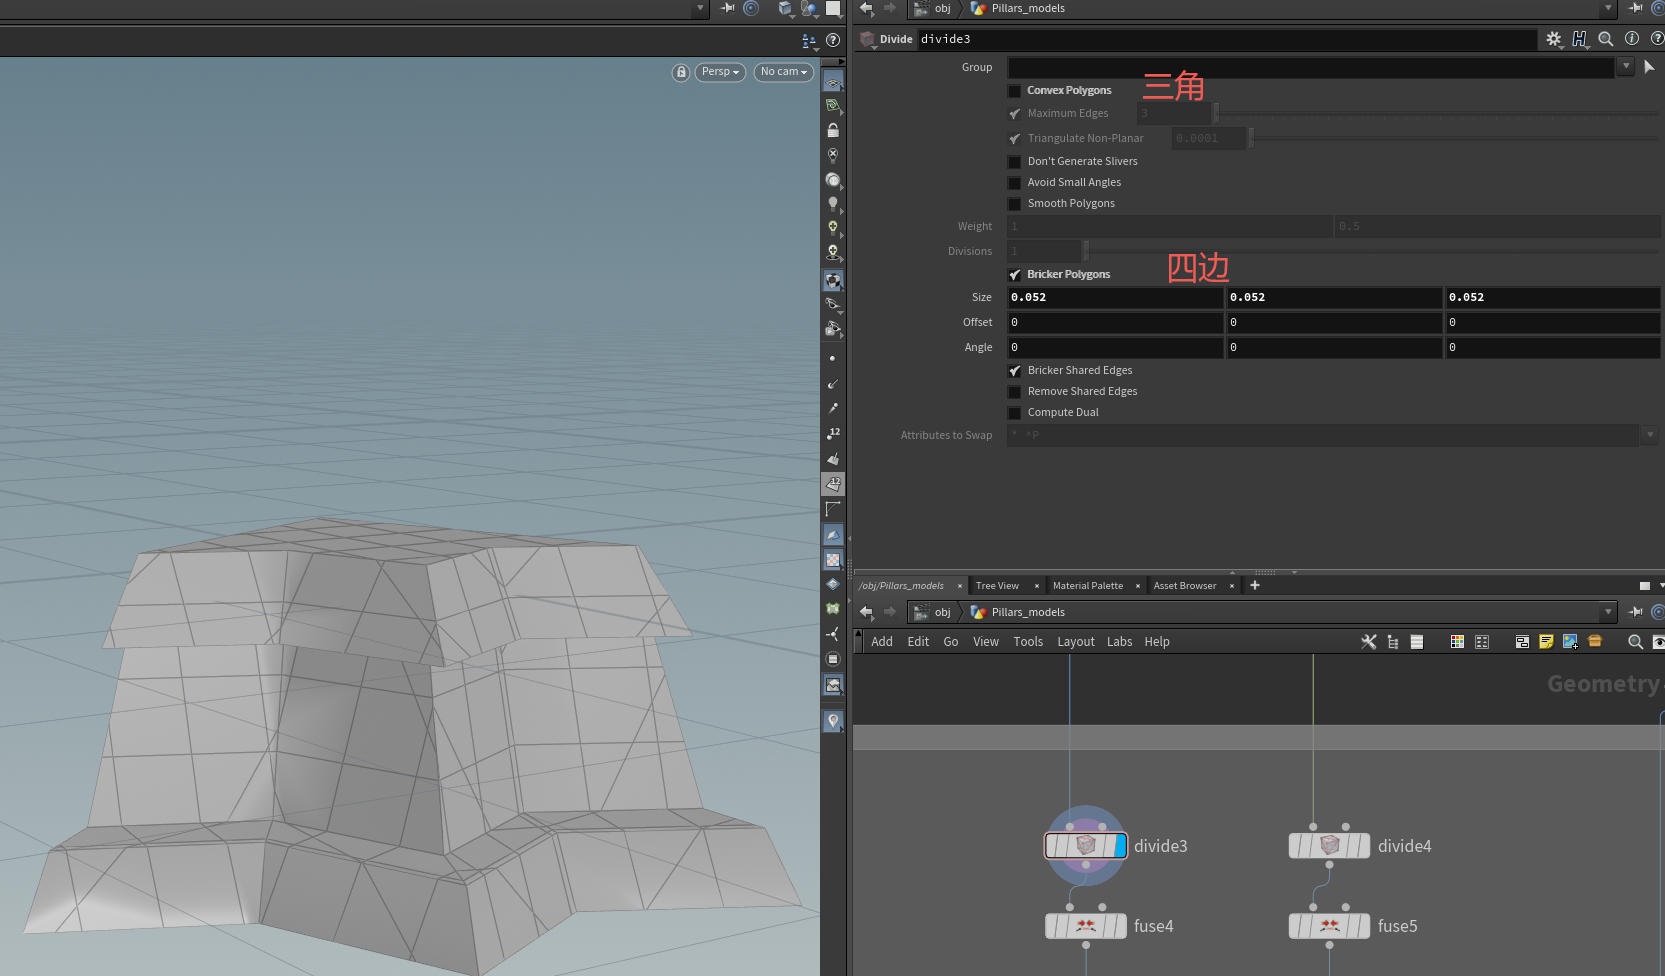 obj Pillars_models
Divide divide3
Persp No cam
Group
Convex Polygons 三角
Maximum Edges 3
Triangulate Non-Planar 0.0001
Don't Generate Slivers
Avoid Small Angles
Smooth Polygons
Weight 1 0.5
Divisions 1
Bricker Polygons 四边
Size 0.052 0.052 0.052
Offset 0 0 0
Angle 0 0 0
Bricker Shared Edges
Remove Shared Edges
Compute Dual
Attributes to Swap * ^P
12
12
/obj/Pillars_models × Tree View × Material Palette × Asset Browser × +
obj Pillars_models
Add Edit Go View Tools Layout Labs Help
Geometry
divide3 divide4
fuse4 fuse5